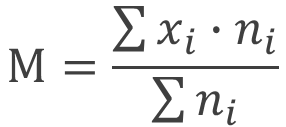 M = ∑ xᵢ · nᵢ / ∑ nᵢ